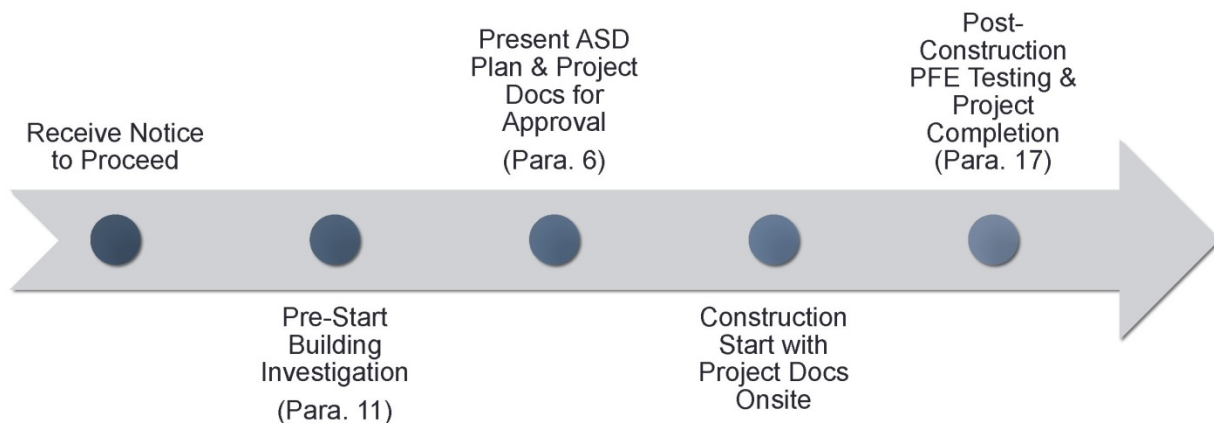 Receive Notice
to Proceed
Pre-Start
Building
Investigation
(Para. 11)
Present ASD
Plan & Project
Docs for
Approval
(Para. 6)
Construction
Start with
Project Docs
Onsite
Post-
Construction
PFE Testing &
Project
Completion
(Para. 17)